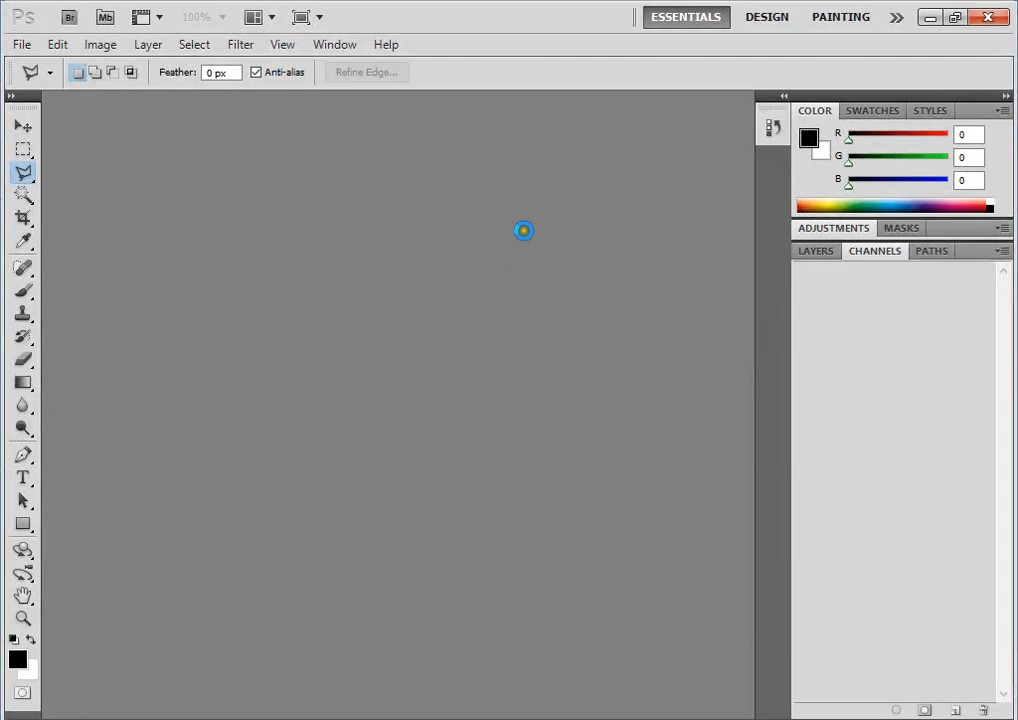 Ps Br Mb 100% ESSENTIALS DESIGN PAINTING
File Edit Image Layer Select Filter View Window Help
Feather: 0 px Anti-alias Refine Edge...
COLOR SWATCHES STYLES
R 0
G 0
B 0
ADJUSTMENTS MASKS
LAYERS CHANNELS PATHS
T